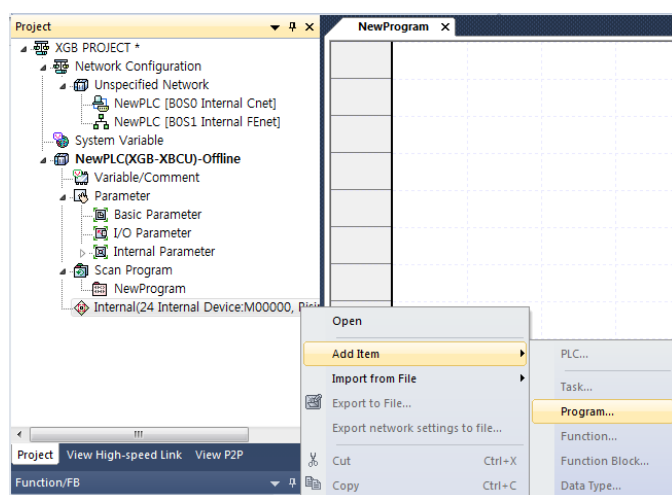 Project
NewProgram
XGB PROJECT *
Network Configuration
Unspecified Network
NewPLC [B0S0 Internal Cnet]
NewPLC [B0S1 Internal FEnet]
System Variable
NewPLC(XGB-XBCU)-Offline
Variable/Comment
Parameter
Basic Parameter
I/O Parameter
Internal Parameter
Scan Program
NewProgram
Internal(24 Internal Device:M00000,
Open
Add Item
Import from File
Export to File...
Export network settings to file...
Cut Ctrl+X
Copy Ctrl+C
PLC...
Task...
Program...
Function...
Function Block...
Data Type...
Project View High-speed Link View P2P
Function/FB